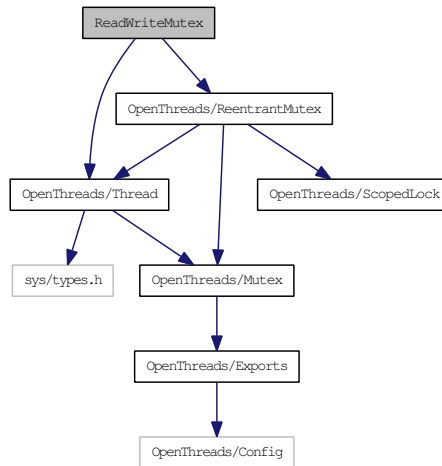 ReadWriteMutex
OpenThreads/ReentrantMutex
OpenThreads/Thread
OpenThreads/ScopedLock
sys/types.h
OpenThreads/Mutex
OpenThreads/Exports
OpenThreads/Config